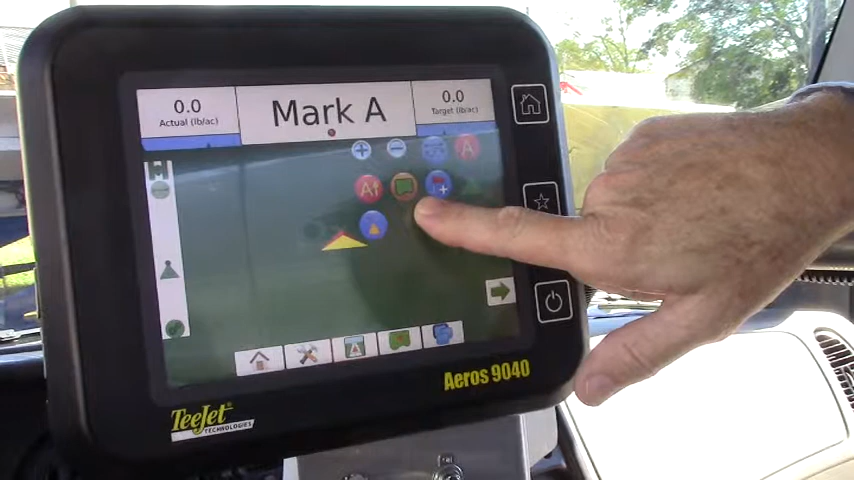 0.0
Actual (lb/ac)
Mark A
0.0
Target (lb/ac)
A
A
Aeros 9040
TeeJet
TECHNOLOGIES